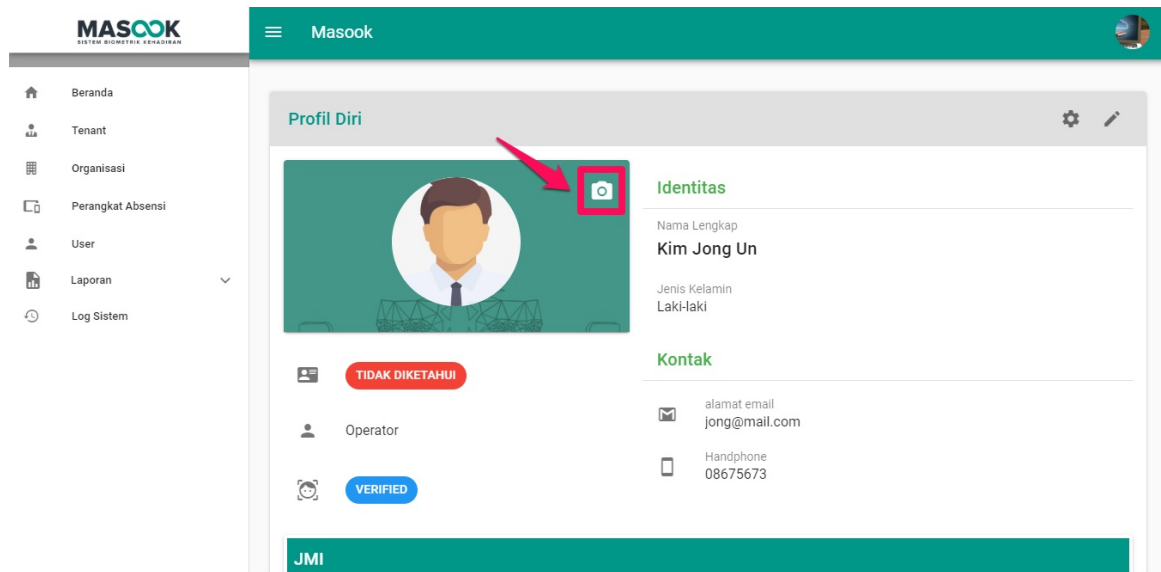 MASOOK
SISTEM BIOMETRIK KEHADIRAN
Masook
Beranda
Tenant
Organisasi
Perangkat Absensi
User
Laporan
Log Sistem
Profil Diri
Identitas
Nama Lengkap
Kim Jong Un
Jenis Kelamin
Laki-laki
TIDAK DIKETAHUI
Operator
VERIFIED
Kontak
alamat email
jong@mail.com
Handphone
08675673
JMI